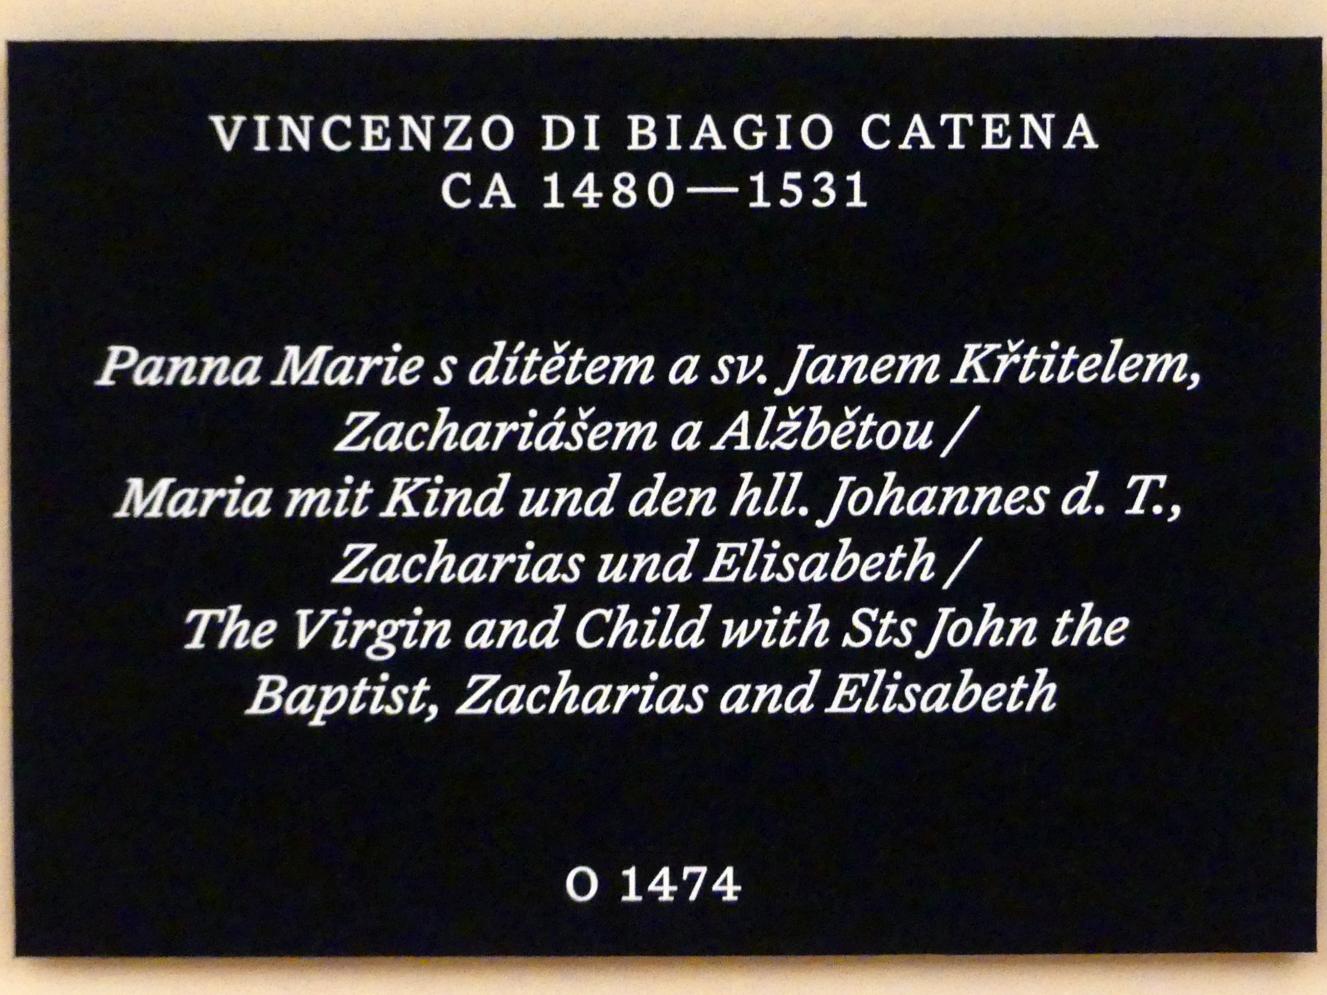 VINCENZO DI BIAGIO CATENA
CA 1480—1531
Panna Marie s dítětem a sv. Janem Křtitelem,
Zachariášem a Alžbětou /
Maria mit Kind und den hll. Johannes d. T.,
Zacharias und Elisabeth /
The Virgin and Child with Sts John the
Baptist, Zacharias and Elisabeth
O 1474